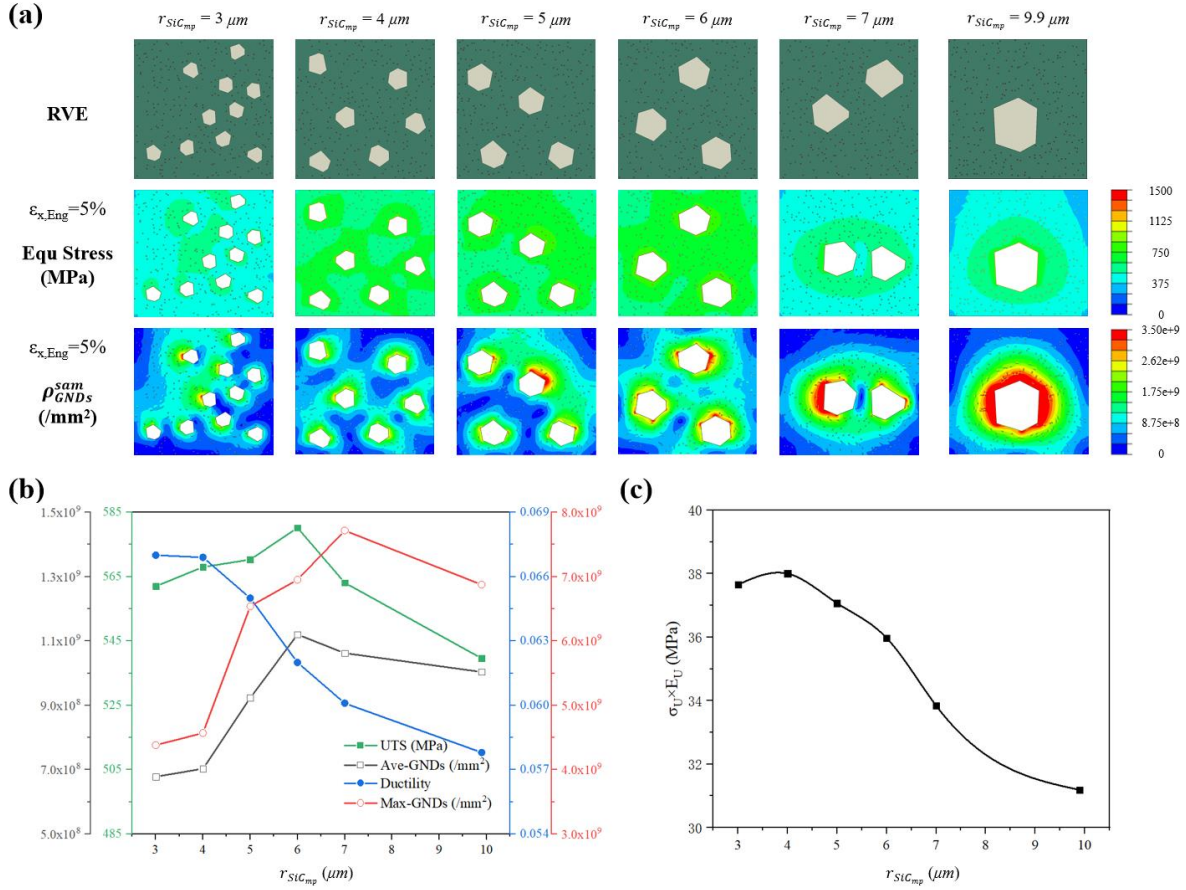 (a)
r_SiC_mp = 3 μm
r_SiC_mp = 4 μm
r_SiC_mp = 5 μm
r_SiC_mp = 6 μm
r_SiC_mp = 7 μm
r_SiC_mp = 9.9 μm
RVE
ε_x,Eng=5%
Equ Stress
(MPa)
1500
1125
750
375
0
ε_x,Eng=5%
ρ^sam_GNDs
(/mm²)
3.50e+9
2.62e+9
1.75e+9
8.75e+8
0
(b)
1.5x10⁹
1.3x10⁹
1.1x10⁹
9.0x10⁸
7.0x10⁸
5.0x10⁸
585
565
545
525
505
485
0.069
0.066
0.063
0.060
0.057
0.054
8.0x10⁹
7.0x10⁹
6.0x10⁹
5.0x10⁹
4.0x10⁹
3.0x10⁹
UTS (MPa)
Ave-GNDs (/mm²)
Ductility
Max-GNDs (/mm²)
3 4 5 6 7 8 9 10
r_SiC_mp (μm)
(c)
σ_U×E_U (MPa)
40
38
36
34
32
30
3 4 5 6 7 8 9 10
r_SiC_mp (μm)